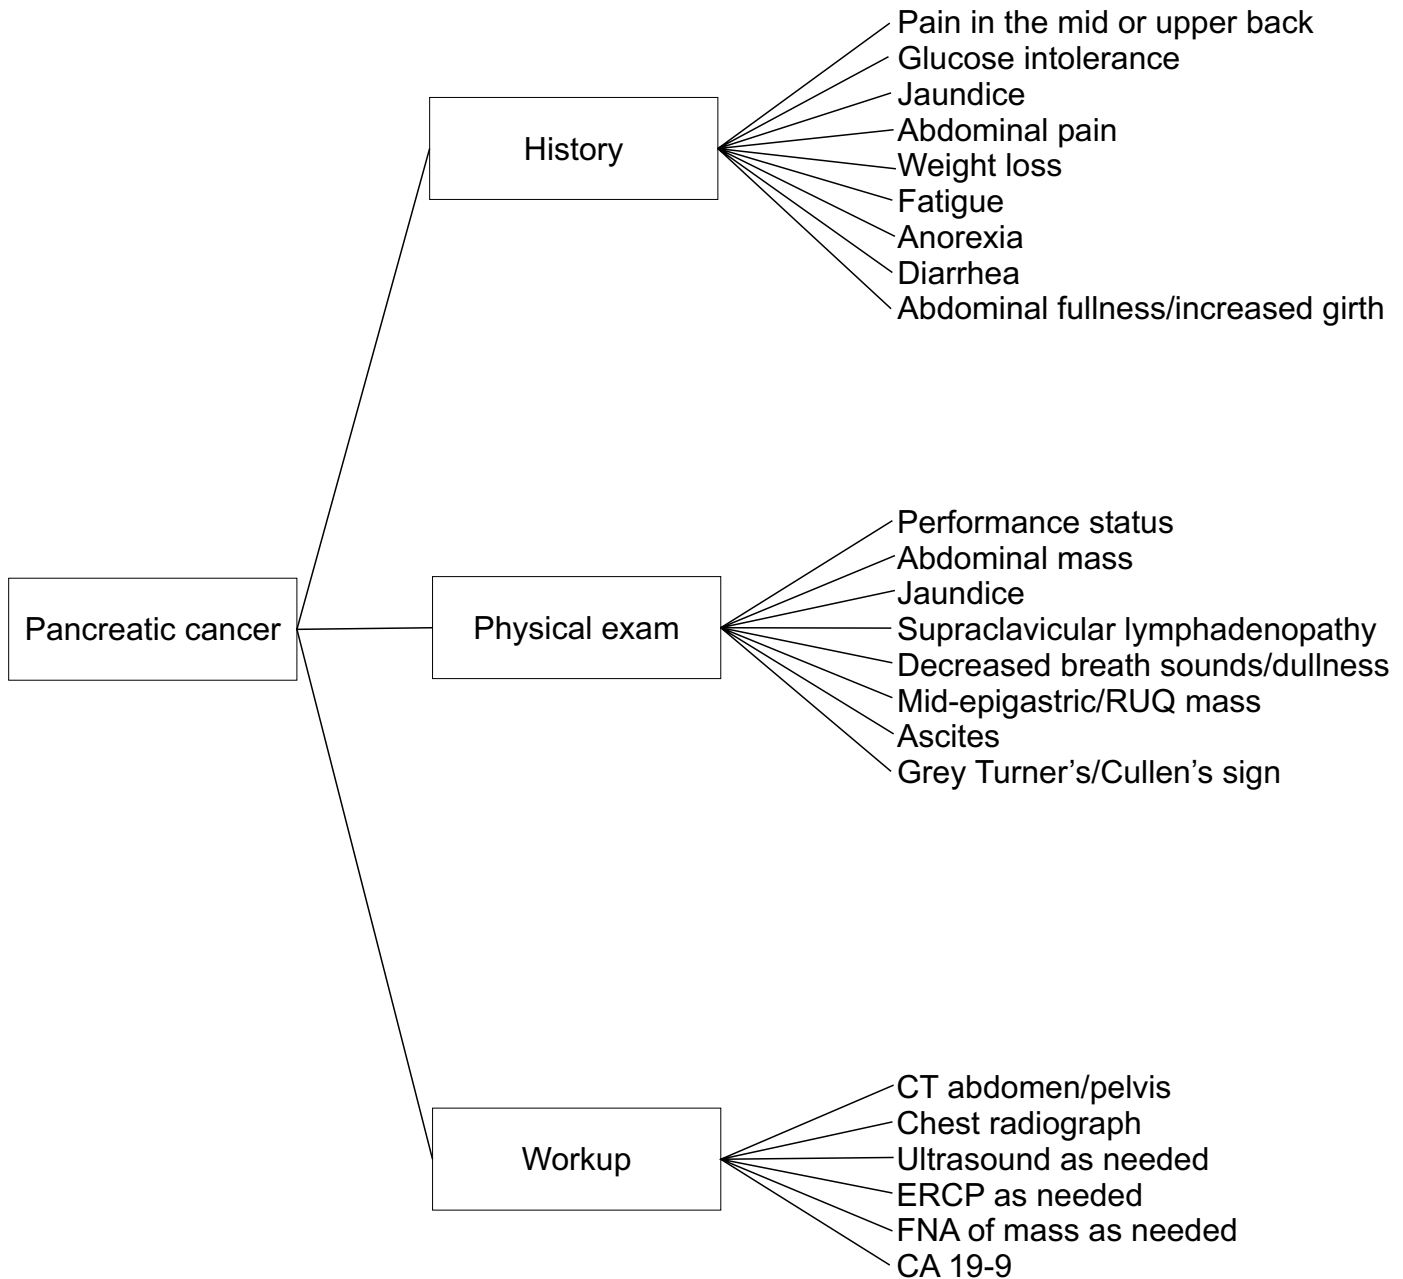 Pancreatic cancer
History
Pain in the mid or upper back
Glucose intolerance
Jaundice
Abdominal pain
Weight loss
Fatigue
Anorexia
Diarrhea
Abdominal fullness/increased girth
Physical exam
Performance status
Abdominal mass
Jaundice
Supraclavicular lymphadenopathy
Decreased breath sounds/dullness
Mid-epigastric/RUQ mass
Ascites
Grey Turner’s/Cullen’s sign
Workup
CT abdomen/pelvis
Chest radiograph
Ultrasound as needed
ERCP as needed
FNA of mass as needed
CA 19-9